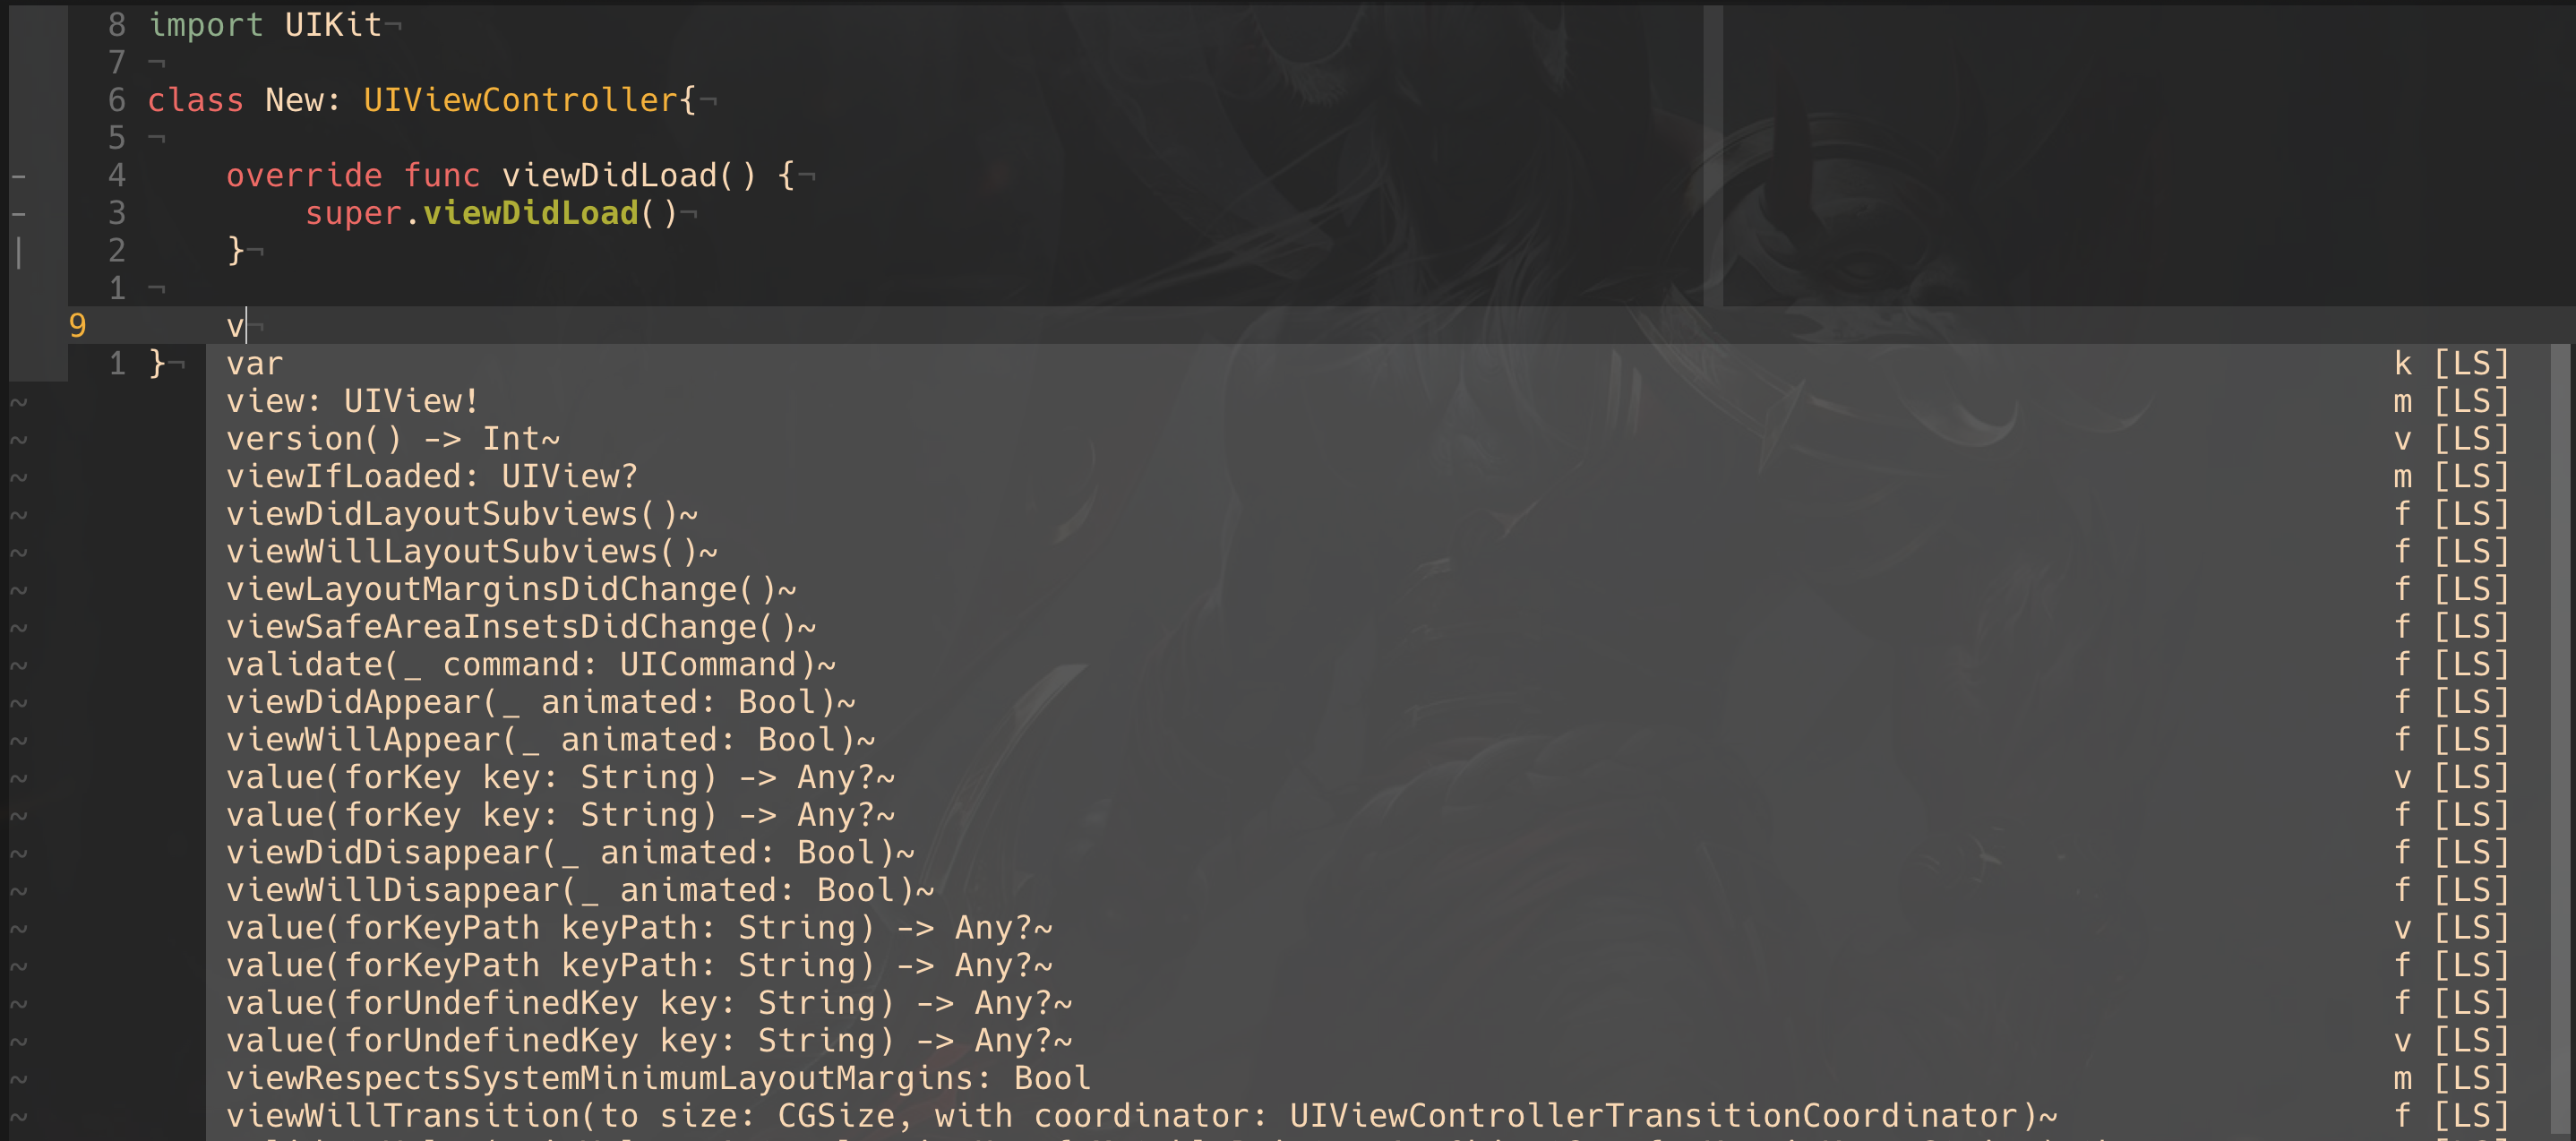 8 import UIKit¬
7 ¬
6 class New: UIViewController{¬
5 ¬
- 4 override func viewDidLoad() {¬
- 3 super.viewDidLoad()¬
| 2 }¬
1 ¬
9 v¬
1 }¬ var k [LS]
~ view: UIView! m [LS]
~ version() -> Int~ v [LS]
~ viewIfLoaded: UIView? m [LS]
~ viewDidLayoutSubviews()~ f [LS]
~ viewWillLayoutSubviews()~ f [LS]
~ viewLayoutMarginsDidChange()~ f [LS]
~ viewSafeAreaInsetsDidChange()~ f [LS]
~ validate(_ command: UICommand)~ f [LS]
~ viewDidAppear(_ animated: Bool)~ f [LS]
~ viewWillAppear(_ animated: Bool)~ f [LS]
~ value(forKey key: String) -> Any?~ v [LS]
~ value(forKey key: String) -> Any?~ f [LS]
~ viewDidDisappear(_ animated: Bool)~ f [LS]
~ viewWillDisappear(_ animated: Bool)~ f [LS]
~ value(forKeyPath keyPath: String) -> Any?~ v [LS]
~ value(forKeyPath keyPath: String) -> Any?~ f [LS]
~ value(forUndefinedKey key: String) -> Any?~ f [LS]
~ value(forUndefinedKey key: String) -> Any?~ v [LS]
~ viewRespectsSystemMinimumLayoutMargins: Bool m [LS]
~ viewWillTransition(to size: CGSize, with coordinator: UIViewControllerTransitionCoordinator)~ f [LS]